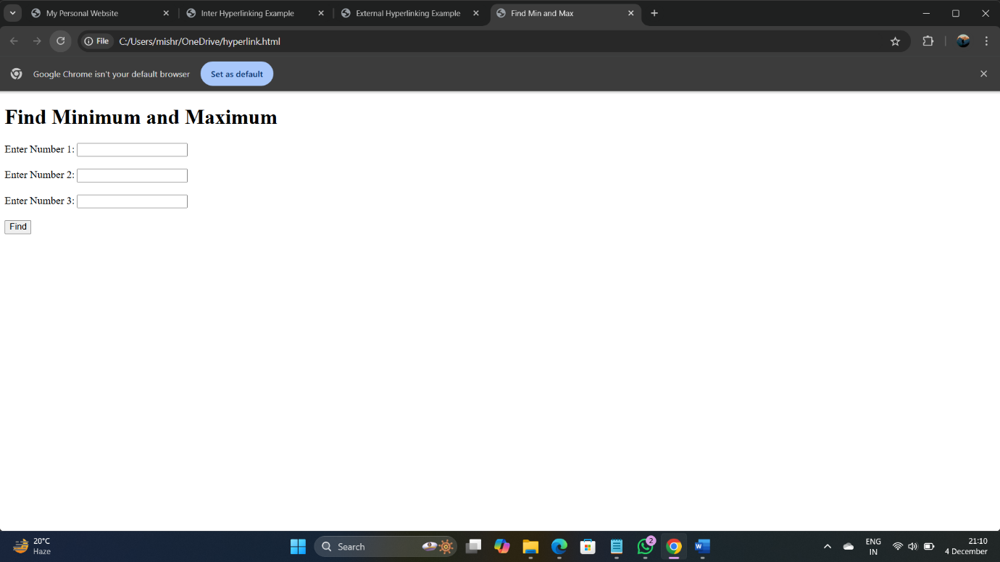 My Personal Website
Inter Hyperlinking Example
External Hyperlinking Example
Find Min and Max
File
C:/Users/mishr/OneDrive/hyperlink.html
Google Chrome isn't your default browser
Set as default
Find Minimum and Maximum
Enter Number 1:
Enter Number 2:
Enter Number 3:
Find
20°C
Haze
Search
W
2
ENG
IN
21:10
4 December